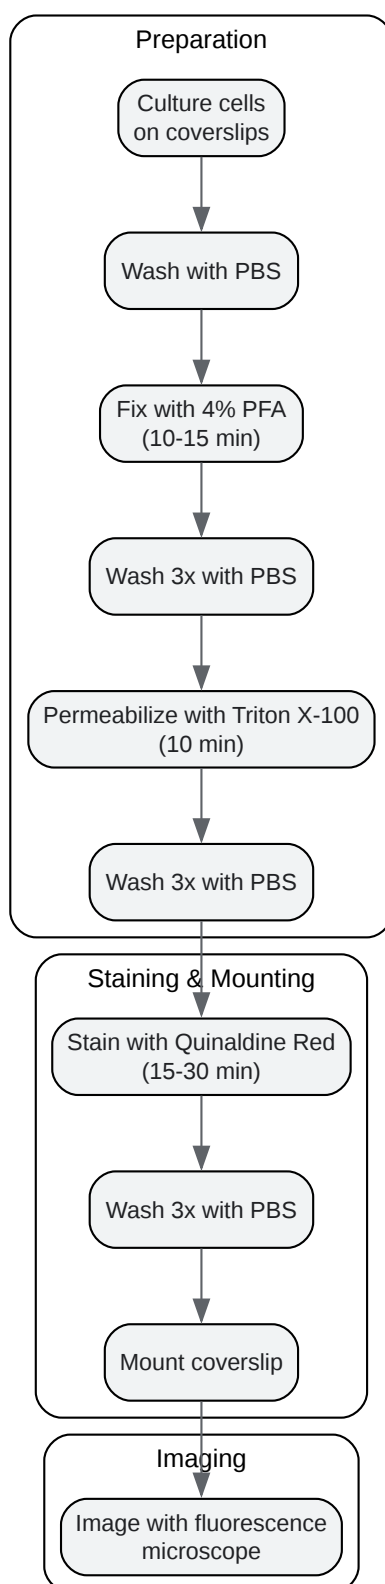 Preparation
Culture cells
on coverslips
Wash with PBS
Fix with 4% PFA
(10-15 min)
Wash 3x with PBS
Permeabilize with Triton X-100
(10 min)
Wash 3x with PBS
Staining & Mounting
Stain with Quinaldine Red
(15-30 min)
Wash 3x with PBS
Mount coverslip
Imaging
Image with fluorescence
microscope